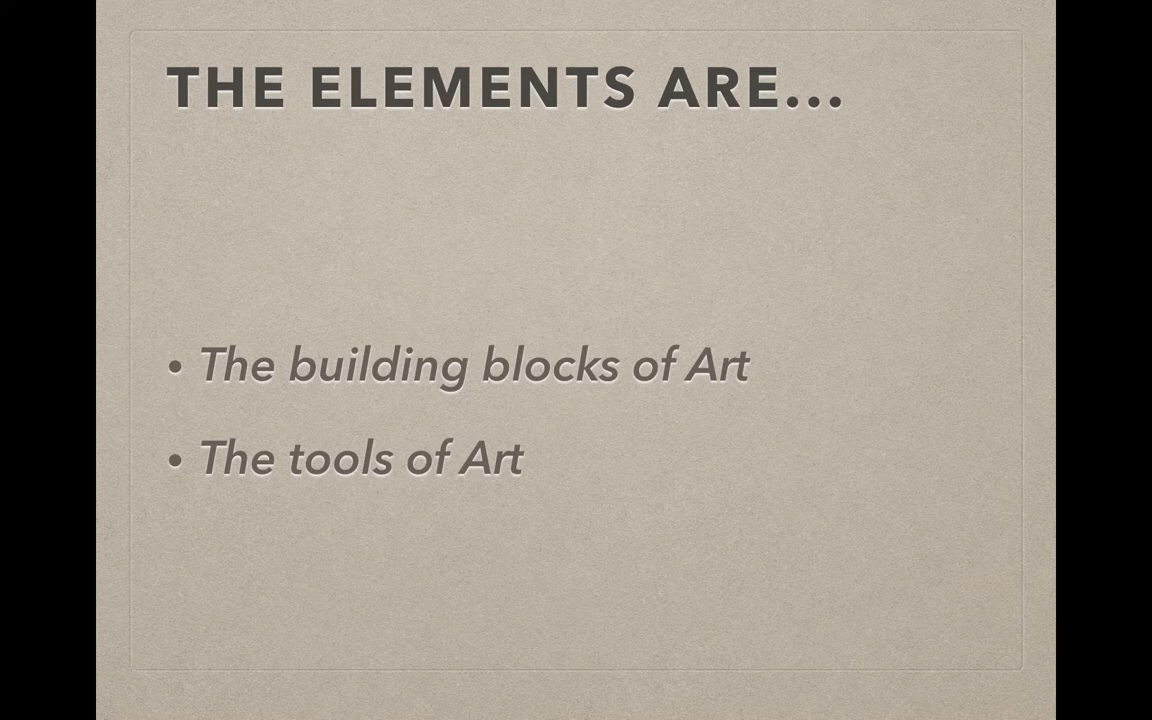 THE ELEMENTS ARE...
• The building blocks of Art
• The tools of Art